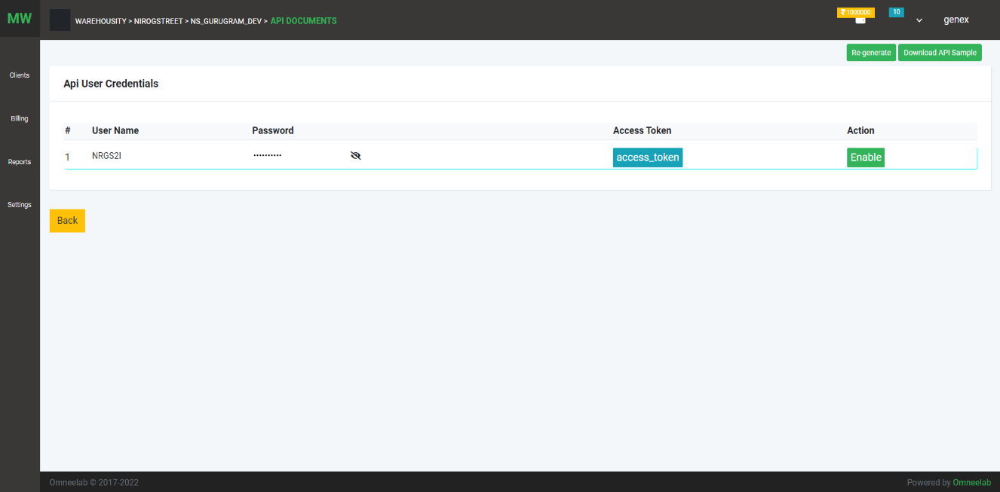 MW
WAREHOUSITY > NIROGSTREET > NS_GURUGRAM_DEV > API DOCUMENTS
₹ 1000000
10
genex
Re-generate
Download API Sample
Clients
Billing
Reports
Settings
Api User Credentials
# User Name Password Access Token Action
1 NRGS2I •••••••••• access_token Enable
Back
Omneelab © 2017-2022
Powered by Omneelab